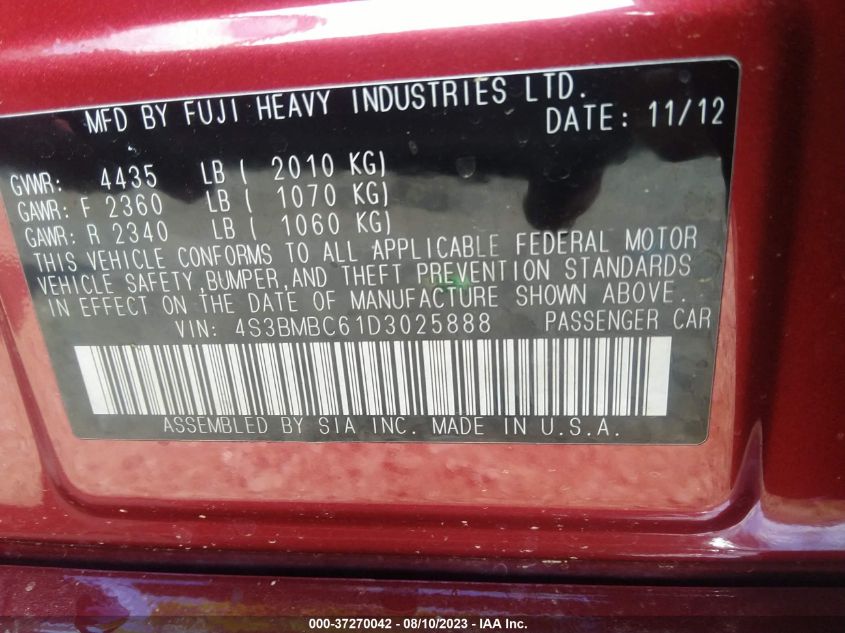 MFD BY FUJI HEAVY INDUSTRIES LTD.
DATE: 11/12
GVWR: 4435 LB ( 2010 KG)
GAWR: F 2360 LB ( 1070 KG)
GAWR: R 2340 LB ( 1060 KG)
THIS VEHICLE CONFORMS TO ALL APPLICABLE FEDERAL MOTOR
VEHICLE SAFETY,BUMPER,AND THEFT PREVENTION STANDARDS
IN EFFECT ON THE DATE OF MANUFACTURE SHOWN ABOVE.
VIN: 4S3BMBC61D3025888 PASSENGER CAR
ASSEMBLED BY SIA INC. MADE IN U.S.A.
000-37270042 - 08/10/2023 - IAA Inc.